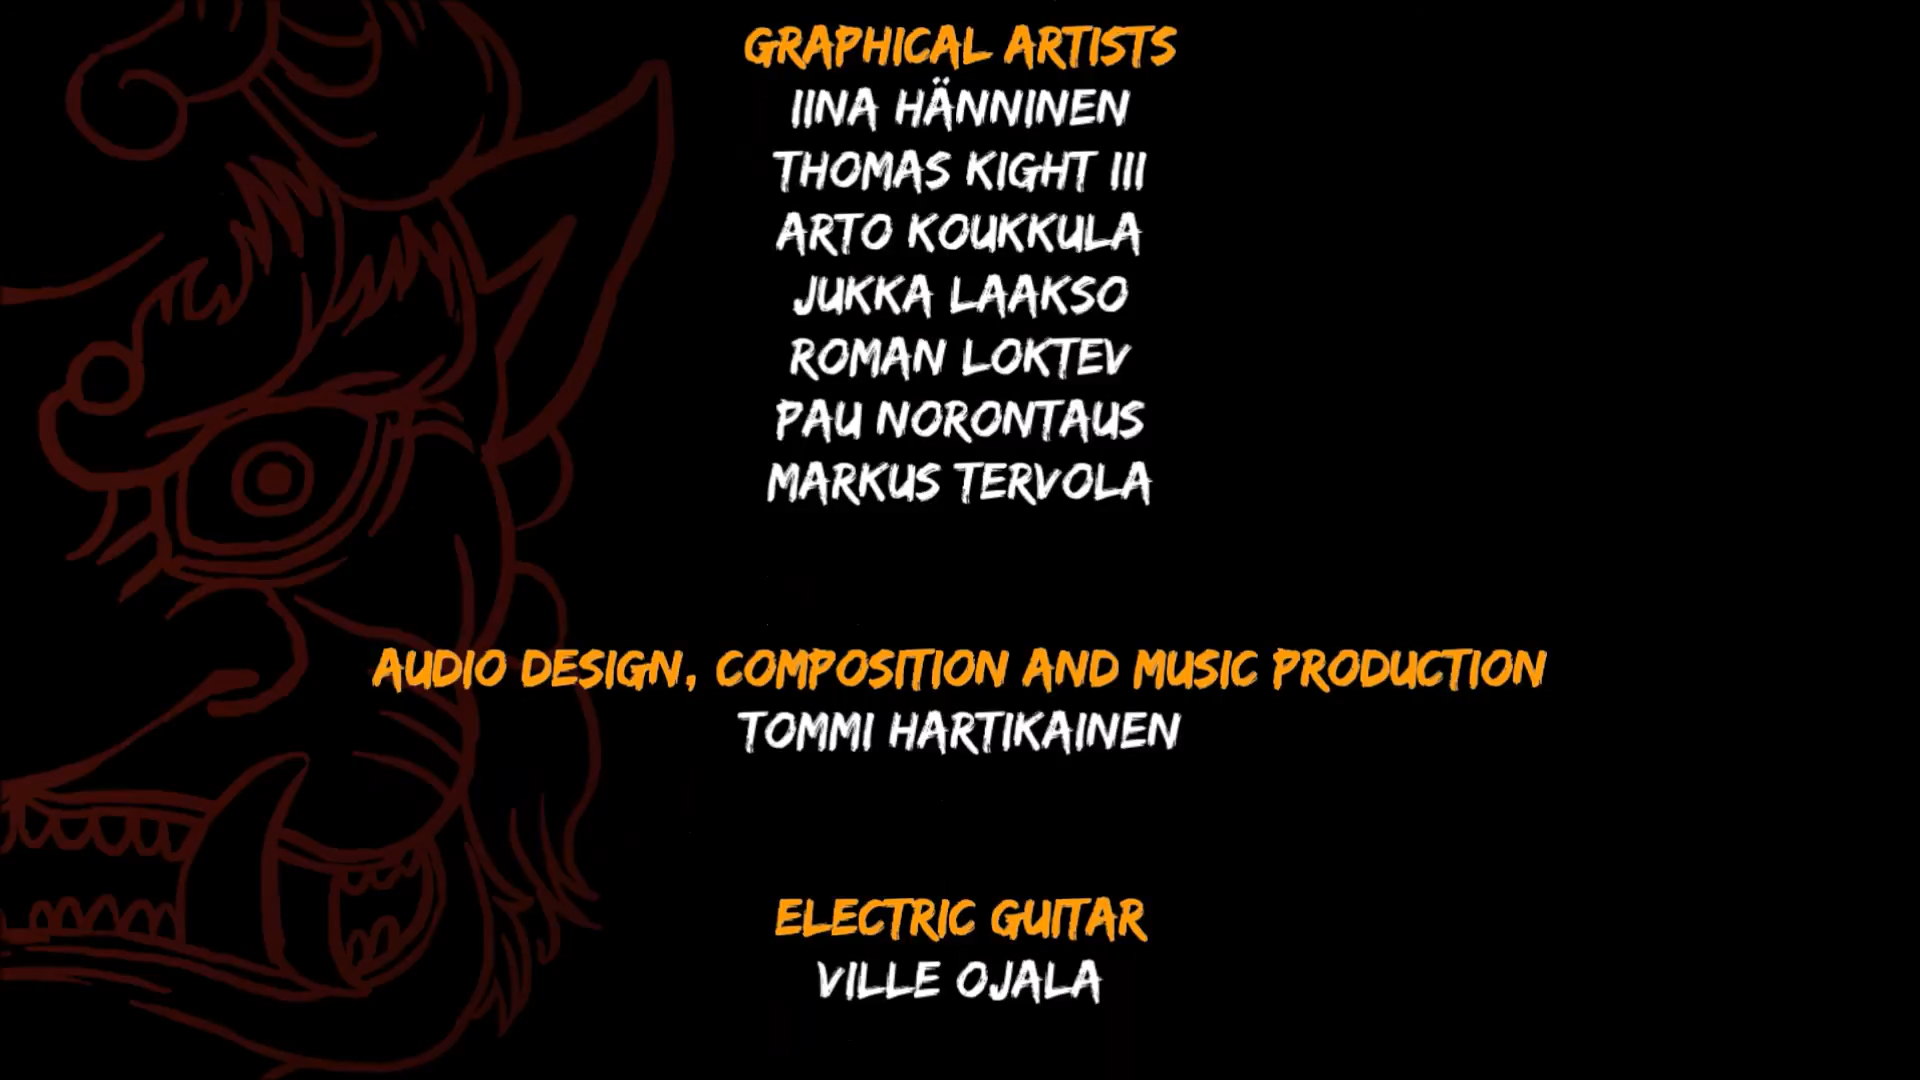 GRAPHICAL ARTISTS
IINA HÄNNINEN
THOMAS KIGHT III
ARTO KOUKKULA
JUKKA LAAKSO
ROMAN LOKTEV
PAU NORONTAUS
MARKUS TERVOLA
AUDIO DESIGN, COMPOSITION AND MUSIC PRODUCTION
TOMMI HARTIKAINEN
ELECTRIC GUITAR
VILLE OJALA